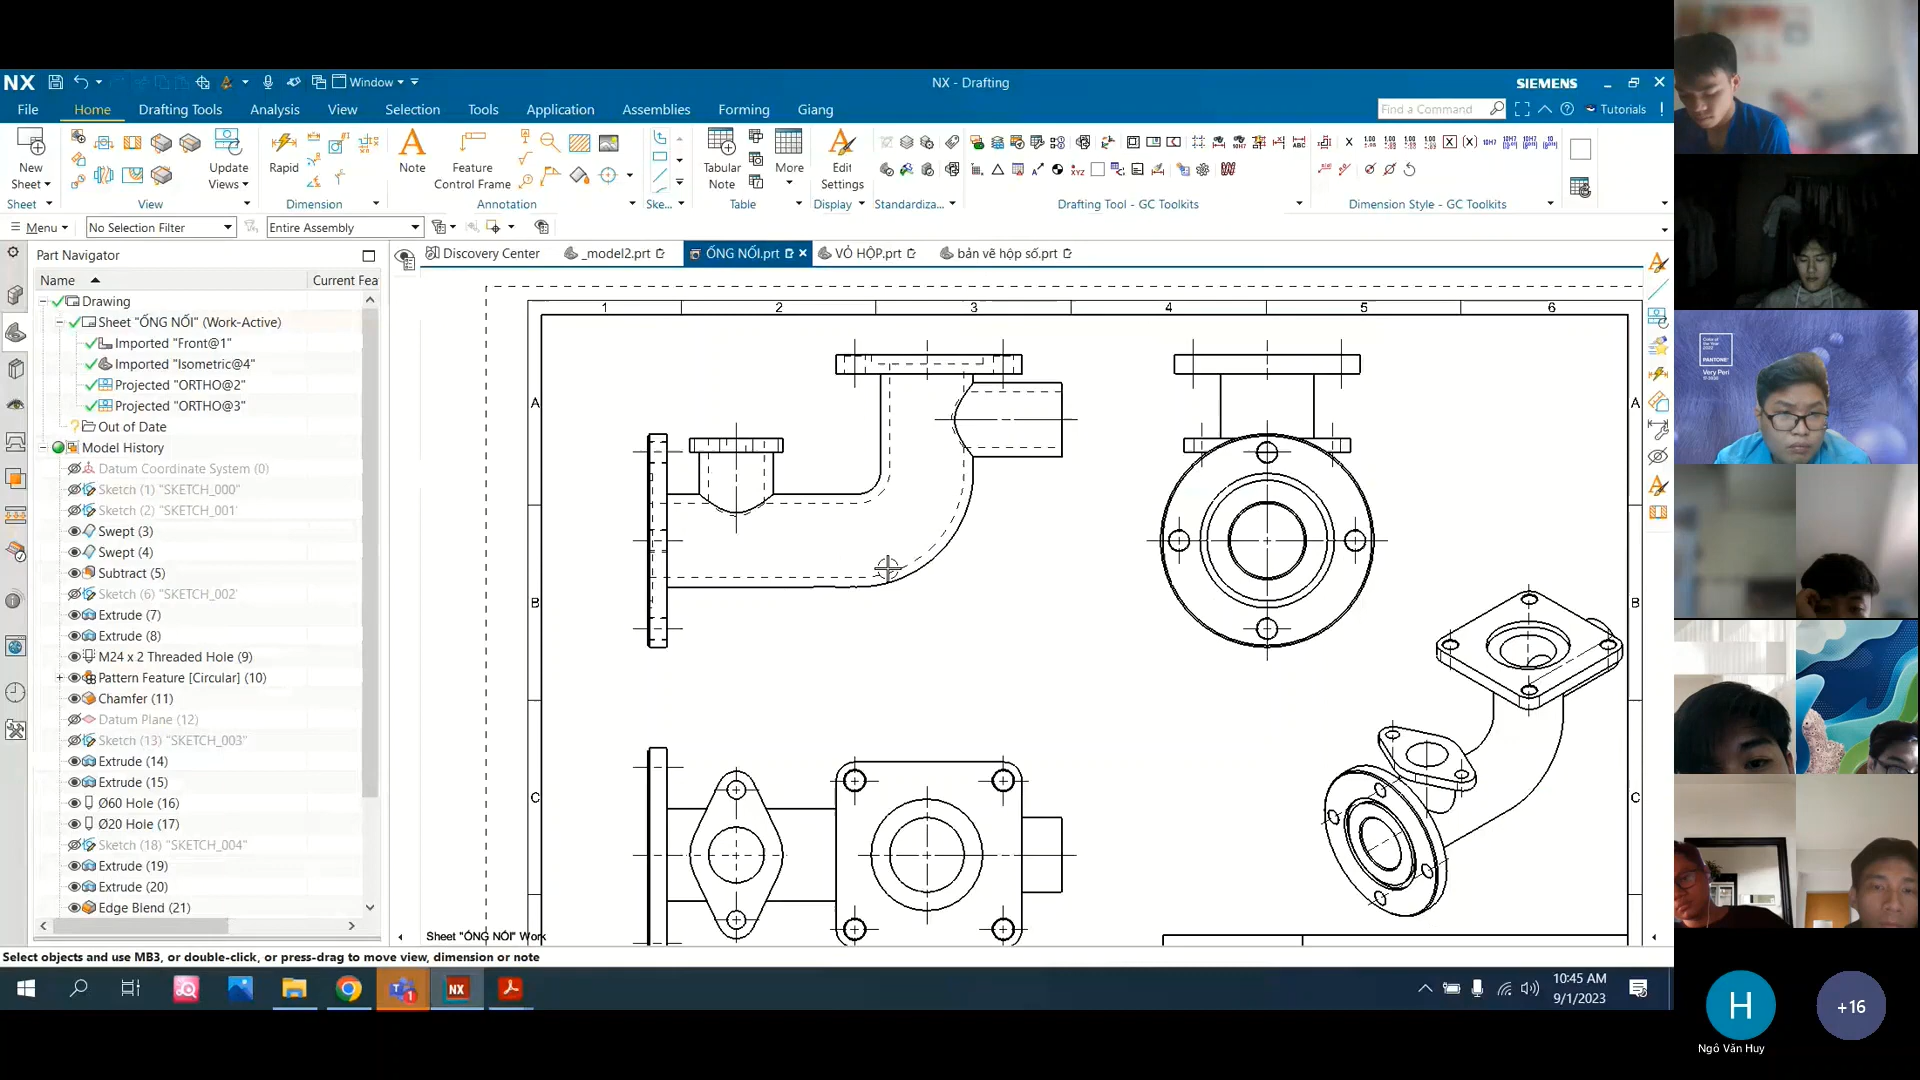 NX
Window
NX - Drafting
SIEMENS
File
Home
Drafting Tools
Analysis
View
Selection
Tools
Application
Assemblies
Forming
Giang
Find a Command
Tutorials
New
Sheet
Update
Views
Rapid
Note
Feature
Control Frame
Tabular
Note
More
Edit
Settings
Sheet
View
Dimension
Annotation
Ske...
Table
Display
Standardiza...
Drafting Tool - GC Toolkits
Dimension Style - GC Toolkits
Menu
No Selection Filter
Entire Assembly
Part Navigator
Discovery Center
_model2.prt
ỐNG NỐI.prt
VỎ HỘP.prt
bản vẽ hộp số.prt
Name
Current Fea
Drawing
Sheet "ỐNG NỐI" (Work-Active)
Imported "Front@1"
Imported "Isometric@4"
Projected "ORTHO@2"
Projected "ORTHO@3"
Out of Date
Model History
Datum Coordinate System (0)
Sketch (1) "SKETCH_000"
Sketch (2) "SKETCH_001"
Swept (3)
Swept (4)
Subtract (5)
Sketch (6) "SKETCH_002"
Extrude (7)
Extrude (8)
M24 x 2 Threaded Hole (9)
Pattern Feature [Circular] (10)
Chamfer (11)
Datum Plane (12)
Sketch (13) "SKETCH_003"
Extrude (14)
Extrude (15)
Ø60 Hole (16)
Ø20 Hole (17)
Sketch (18) "SKETCH_004"
Extrude (19)
Extrude (20)
Edge Blend (21)
1 2 3 4 5 6
A A
B B
C C
Sheet "ỐNG NỐI" Work
Select objects and use MB3, or double-click, or press-drag to move view, dimension or note
10:45 AM
9/1/2023
PANTONE
Very Peri
H
+16
Ngô Văn Huy